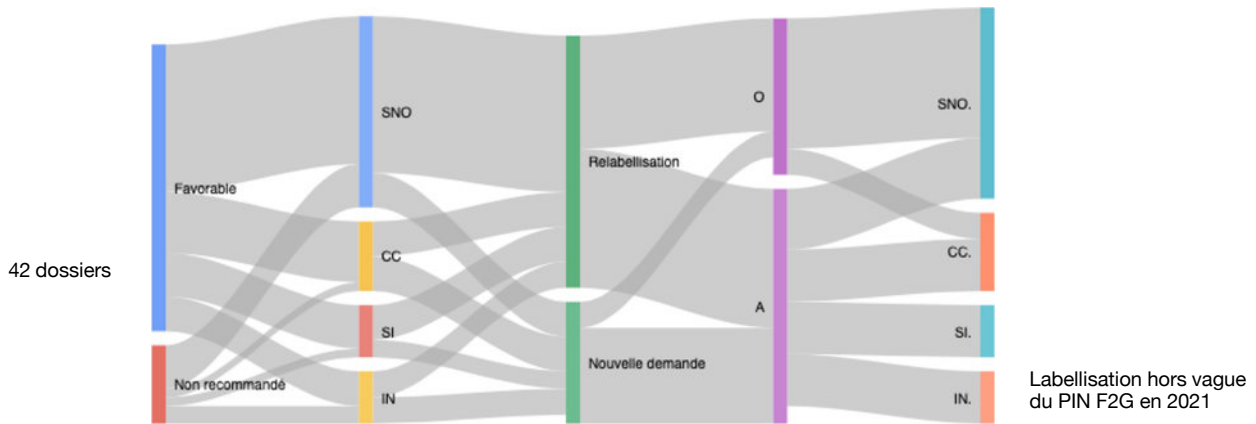 42 dossiers
Favorable
Non recommandé
SNO
CC
SI
IN
Relabellisation
Nouvelle demande
O
A
SNO.
CC.
SI.
IN.
Labellisation hors vague
du PIN F2G en 2021